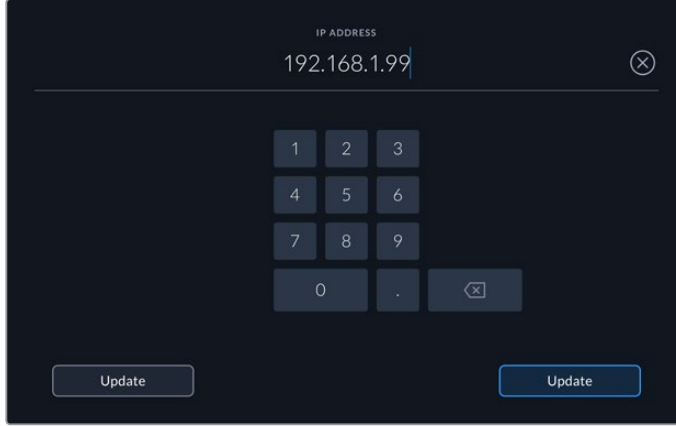 IP ADDRESS
192.168.1.99
1 2 3
4 5 6
7 8 9
0 .
Update Update